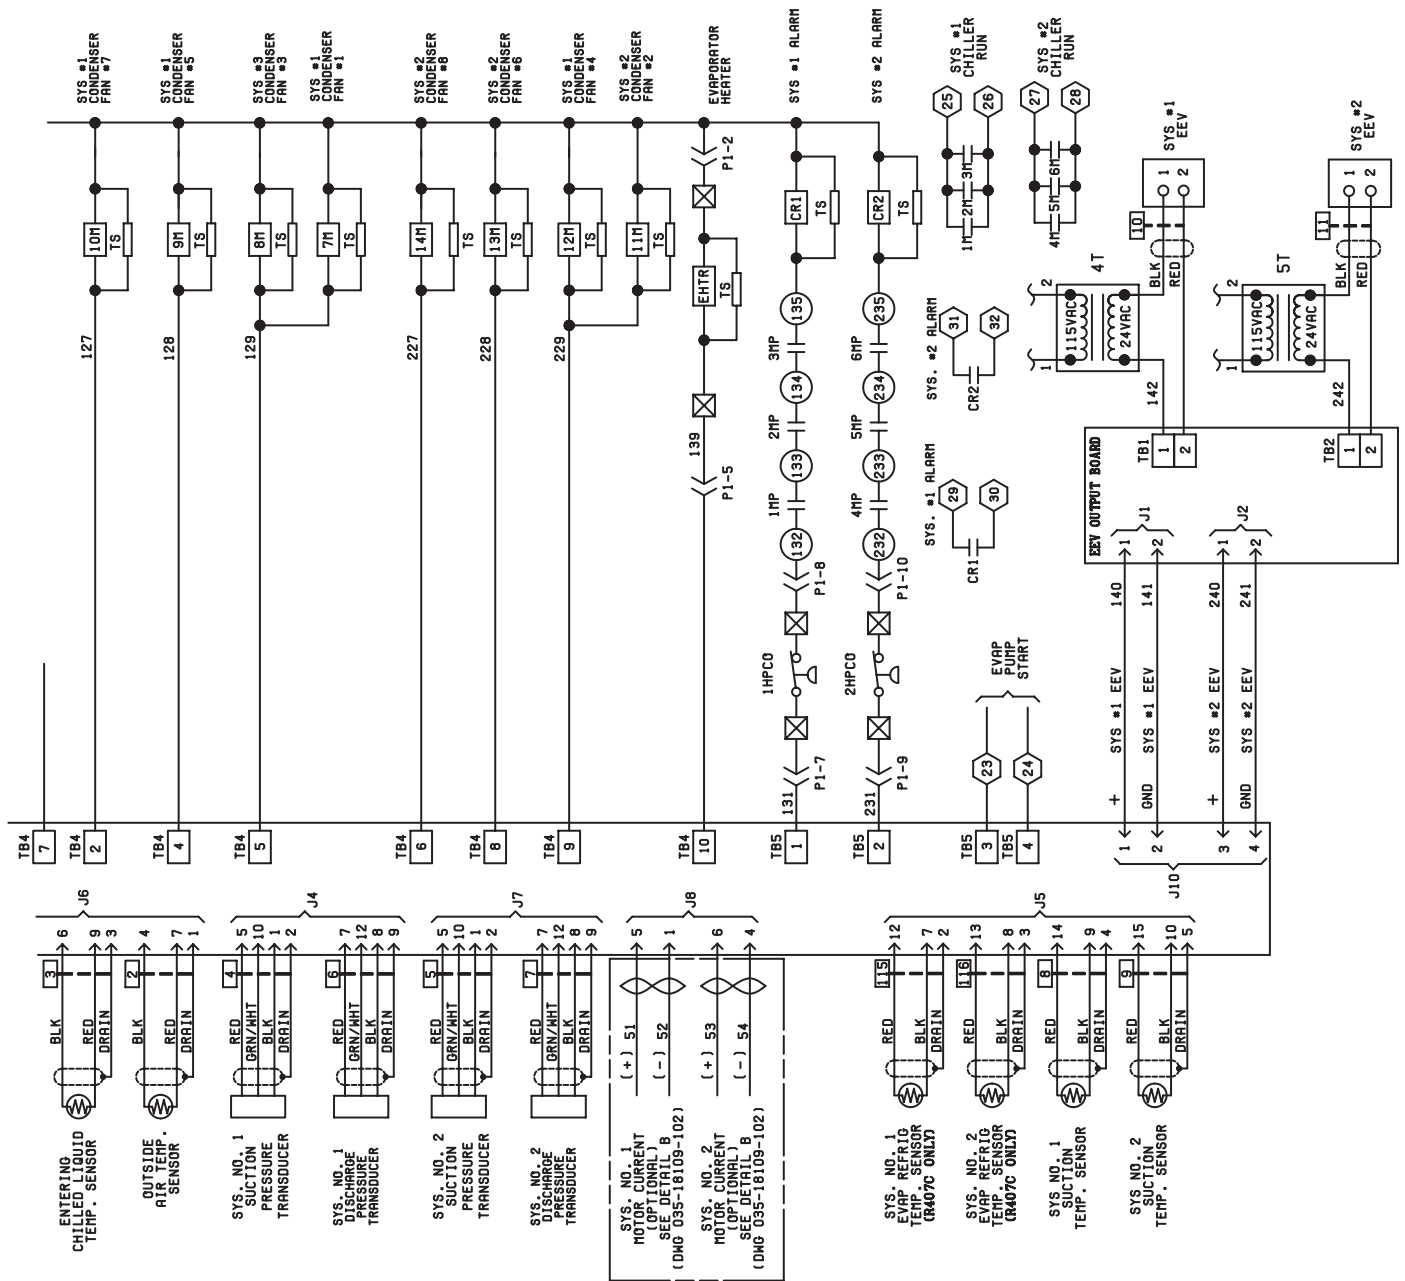 SYS #1
CONDENSER
FAN #7
SYS #1
CONDENSER
FAN #5
SYS #3
CONDENSER
FAN #3
SYS #1
CONDENSER
FAN #1
SYS #2
CONDENSER
FAN #8
SYS #2
CONDENSER
FAN #6
SYS #1
CONDENSER
FAN #4
SYS #2
CONDENSER
FAN #2
EVAPORATOR
HEATER
SYS #1 ALARM
SYS #2 ALARM
SYS #1
CHILLER
RUN
SYS #2
CHILLER
RUN
25
26
27
28
1M
2M
3M
4M
5M
6M
SYS #1
EEV
1
2
SYS #2
EEV
1
2
10M
TS
9M
TS
8M
TS
7M
TS
14M
TS
13M
TS
12M
TS
11M
TS
P1-2
EHTR
TS
CR1
TS
CR2
TS
10
BLK
RED
11
BLK
RED
4T
2
1
115VAC
24VAC
5T
2
1
115VAC
24VAC
127
128
129
227
228
229
139
P1-5
135
3MP
134
2MP
133
1MP
132
P1-8
235
6MP
234
5MP
233
4MP
232
P1-10
SYS. #2 ALARM
31
32
CR2
SYS. #1 ALARM
29
30
CR1
142
242
EEV OUTPUT BOARD
TB1
1
2
TB2
1
2
J1
1
2
J2
1
2
140
141
240
241
1HPCO
2HPCO
P1-7
131
P1-9
231
EVAP
PUMP
START
23
24
SYS #1 EEV
SYS #1 EEV
SYS #2 EEV
SYS #2 EEV
+
GND
+
GND
TB4
7
TB4
2
TB4
4
TB4
5
TB4
6
TB4
8
TB4
9
TB4
10
TB5
1
TB5
2
TB5
3
TB5
4
1
2
3
4
J10
J6
6
9
3
4
7
1
J4
5
10
1
2
7
12
8
9
J7
5
10
1
2
7
12
8
9
J8
5
1
6
4
J5
12
7
2
13
8
3
14
9
4
15
10
5
3
BLK
RED
DRAIN
2
BLK
RED
DRAIN
4
RED
GRN/WHT
BLK
DRAIN
6
RED
GRN/WHT
BLK
DRAIN
5
RED
GRN/WHT
BLK
DRAIN
7
RED
GRN/WHT
BLK
DRAIN
(+) 51
(-) 52
(+) 53
(-) 54
115
RED
BLK
DRAIN
116
RED
BLK
DRAIN
8
RED
BLK
DRAIN
9
RED
BLK
DRAIN
ENTERING
CHILLED LIQUID
TEMP. SENSOR
OUTSIDE
AIR TEMP.
SENSOR
SYS. NO. 1
SUCTION
PRESSURE
TRANSDUCER
SYS. NO. 1
DISCHARGE
PRESSURE
TRANSDUCER
SYS. NO. 2
SUCTION
PRESSURE
TRANSDUCER
SYS. NO. 2
DISCHARGE
PRESSURE
TRANSDUCER
SYS. NO. 1
MOTOR CURRENT
(OPTIONAL)
SEE DETAIL B
(DWG 035-18109-102)
SYS. NO. 2
MOTOR CURRENT
(OPTIONAL)
SEE DETAIL B
(DWG 035-18109-102)
SYS. NO. 1
EVAP REFRIG
TEMP. SENSOR
(R407C ONLY)
SYS. NO. 2
EVAP REFRIG
TEMP. SENSOR
(R407C ONLY)
SYS NO. 1
SUCTION
TEMP. SENSOR
SYS NO. 2
SUCTION
TEMP. SENSOR